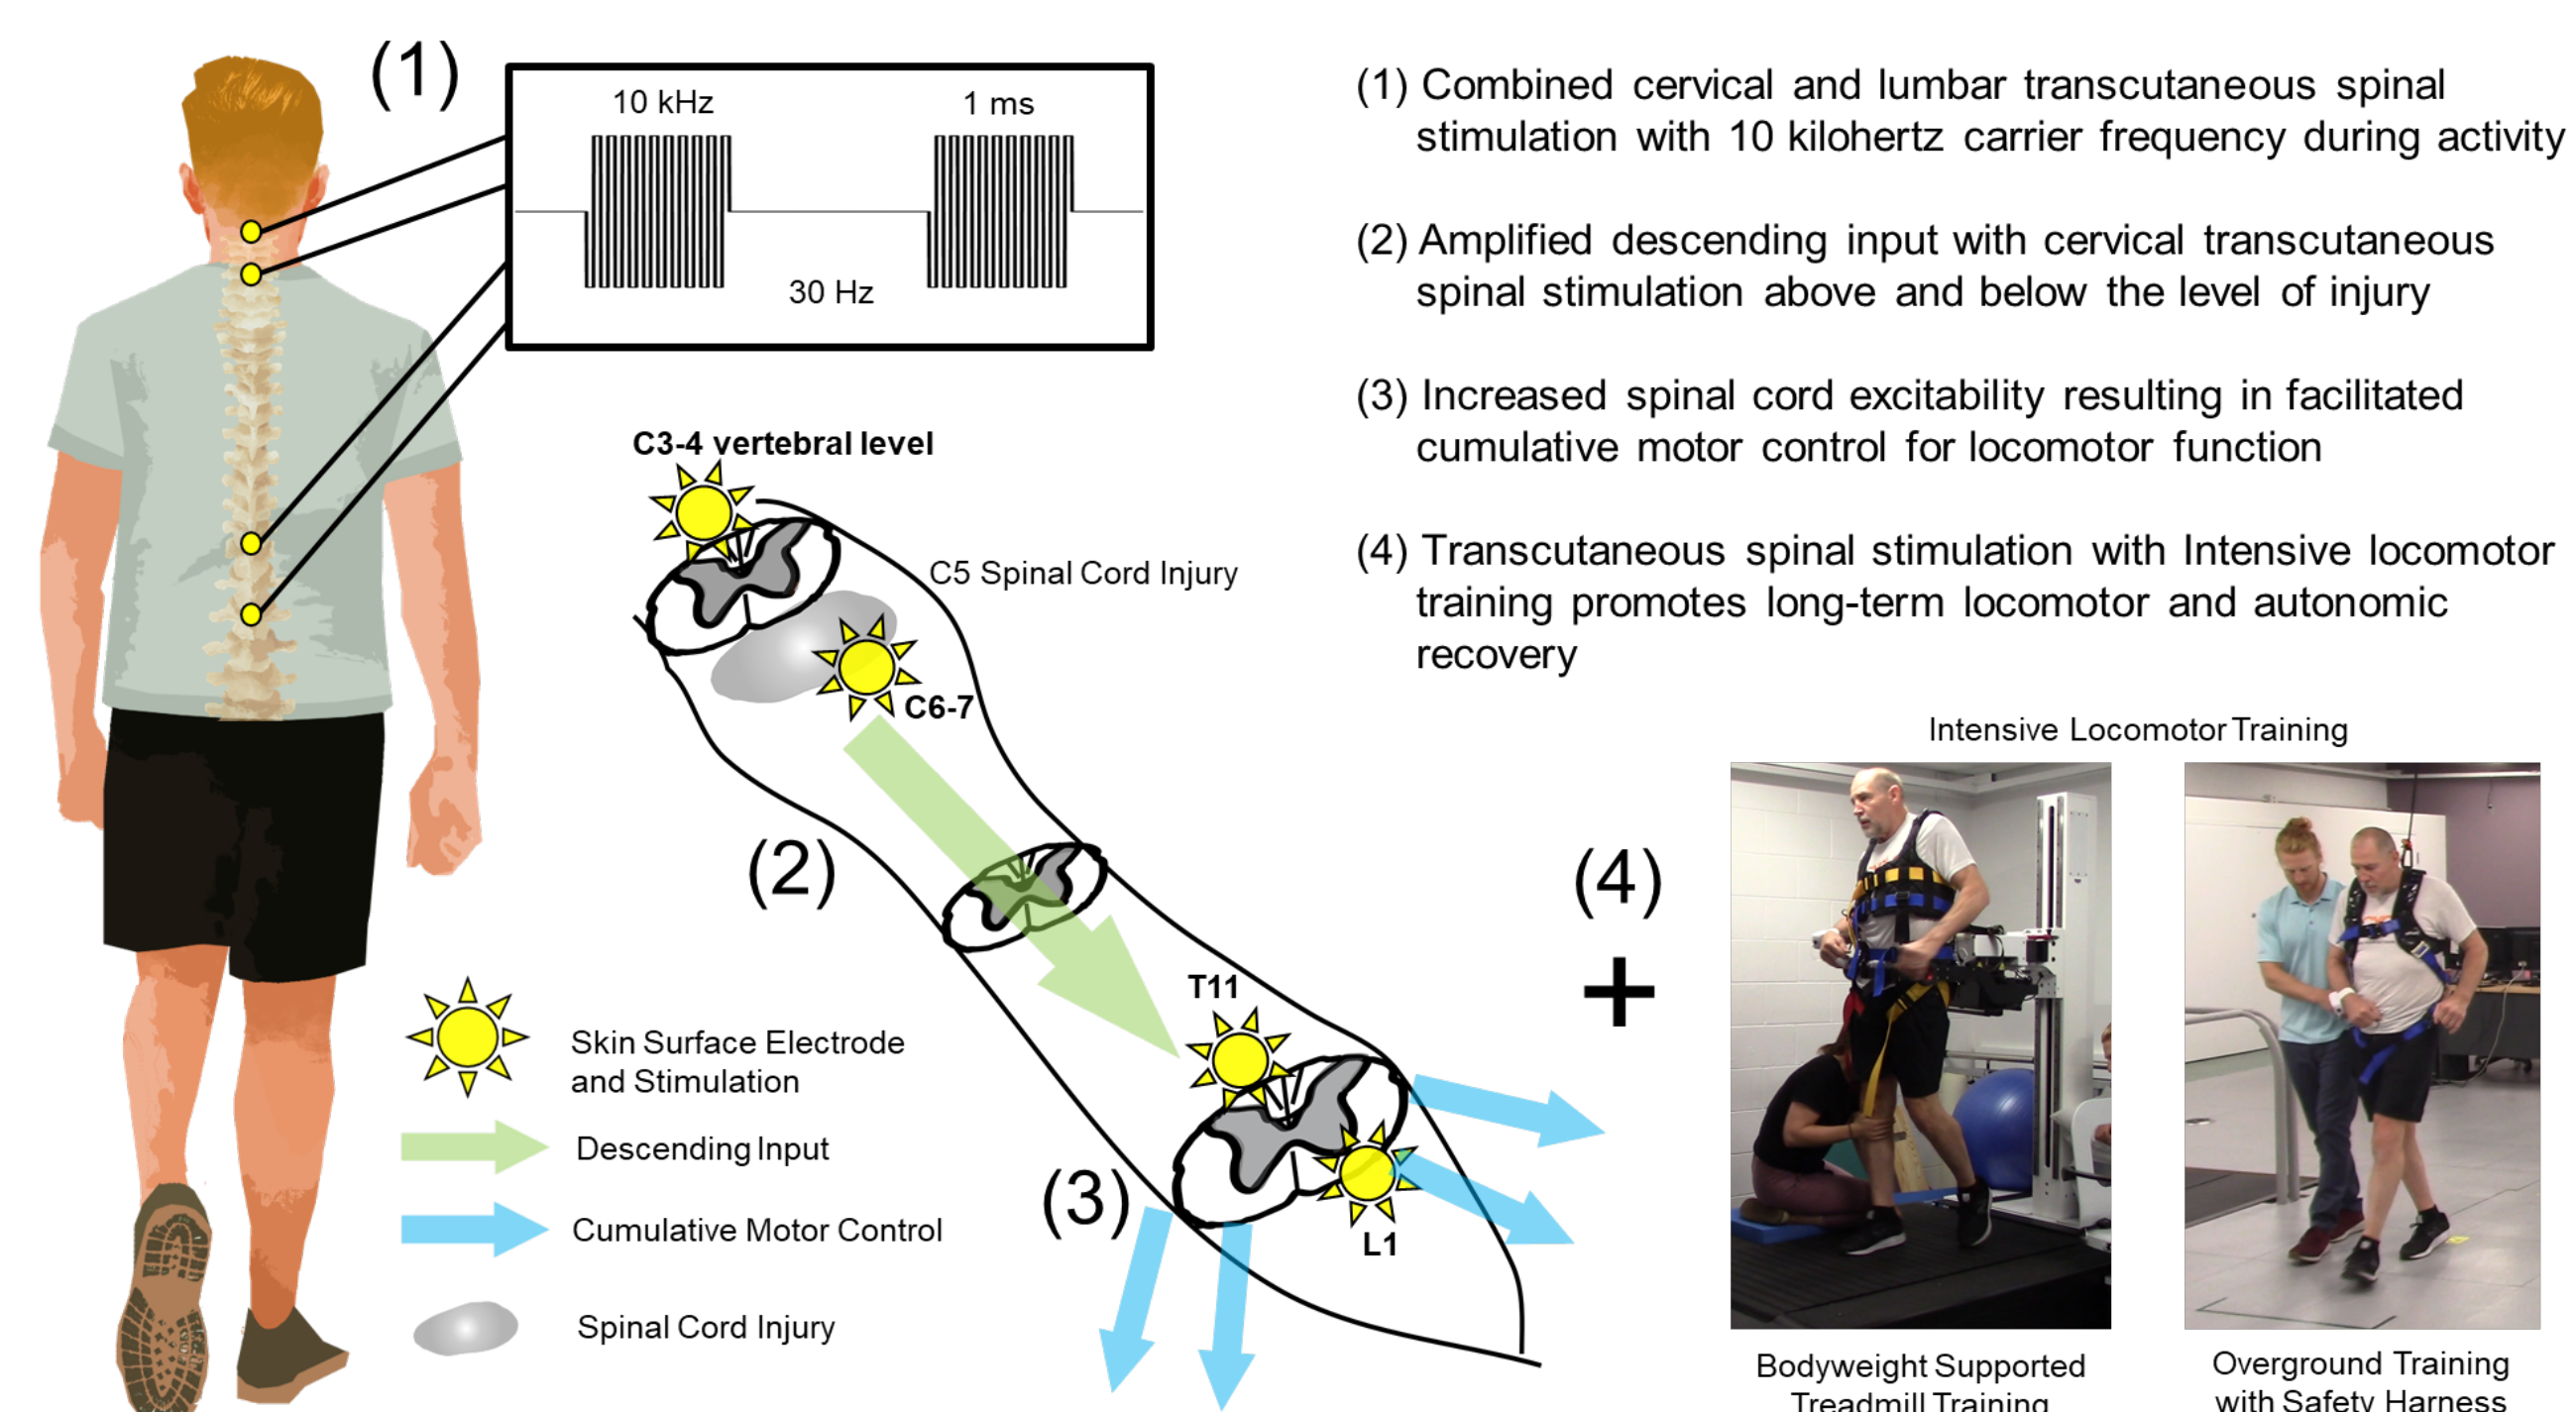 (1)
10 kHz
1 ms
30 Hz
(1) Combined cervical and lumbar transcutaneous spinal
stimulation with 10 kilohertz carrier frequency during activity
(2) Amplified descending input with cervical transcutaneous
spinal stimulation above and below the level of injury
(3) Increased spinal cord excitability resulting in facilitated
cumulative motor control for locomotor function
(4) Transcutaneous spinal stimulation with Intensive locomotor
training promotes long-term locomotor and autonomic
recovery
C3-4 vertebral level
C5 Spinal Cord Injury
C6-7
(2)
T11
(3)
L1
Skin Surface Electrode
and Stimulation
Descending Input
Cumulative Motor Control
Spinal Cord Injury
Intensive Locomotor Training
(4)
+
Bodyweight Supported
Treadmill Training
Overground Training
with Safety Harness